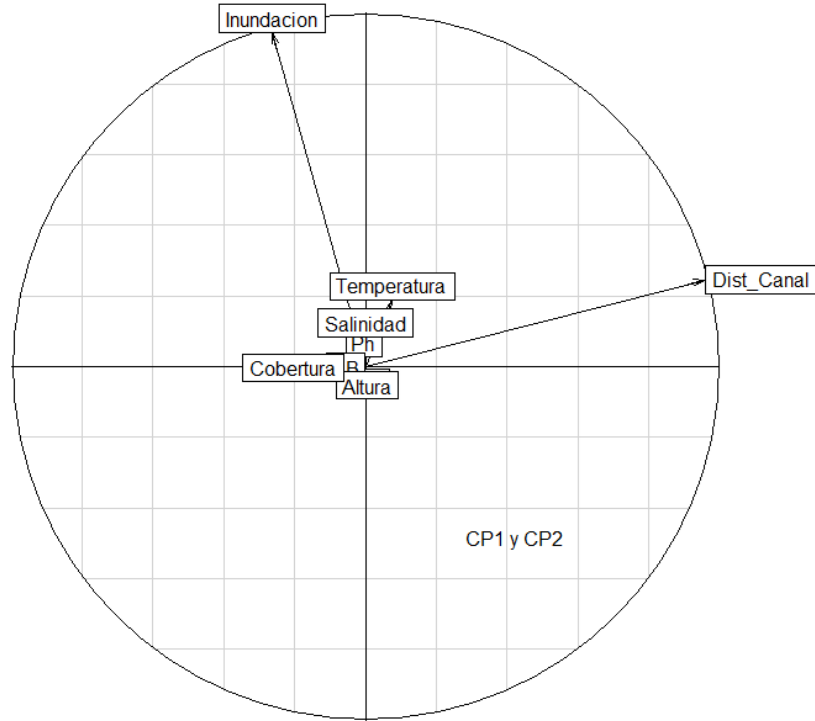 Inundacion
Dist_Canal
Temperatura
Salinidad
Ph
Cobertura
B
Altura
CP1 y CP2